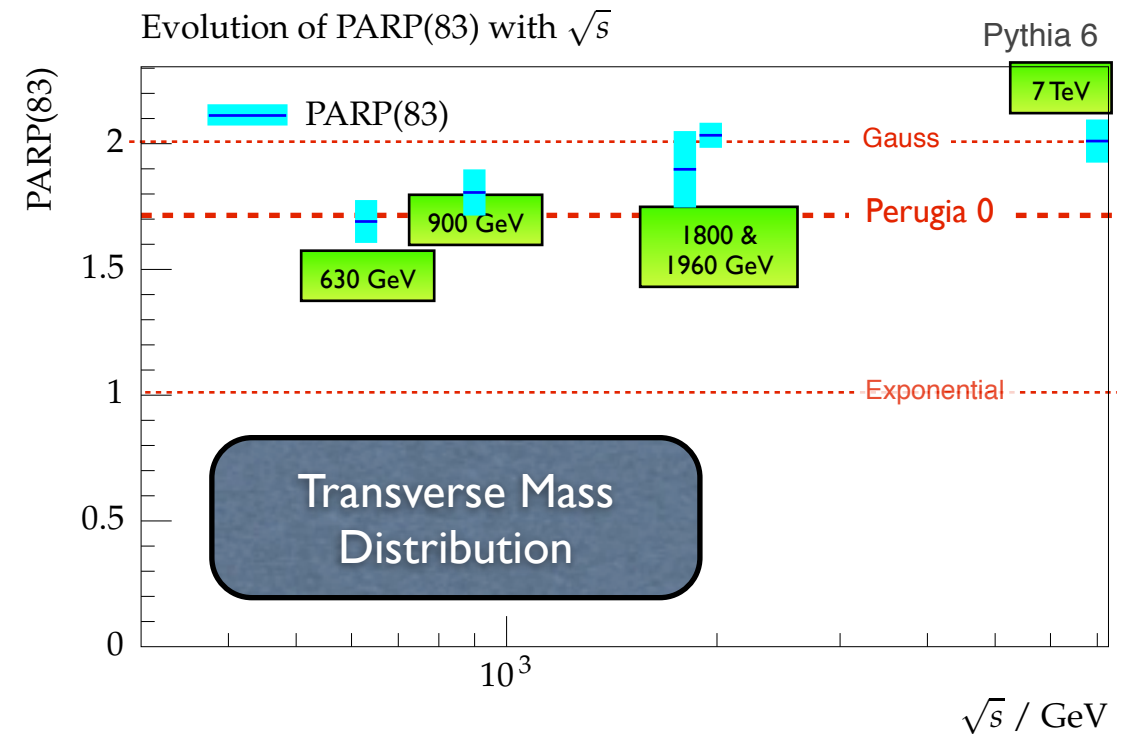 Evolution of PARP(83) with √s
Pythia 6
PARP(83)
PARP(83)
7 TeV
2
Gauss
Perugia 0
900 GeV
1800 &
1960 GeV
630 GeV
1.5
1
Exponential
Transverse Mass
Distribution
0.5
0
10³
√s / GeV